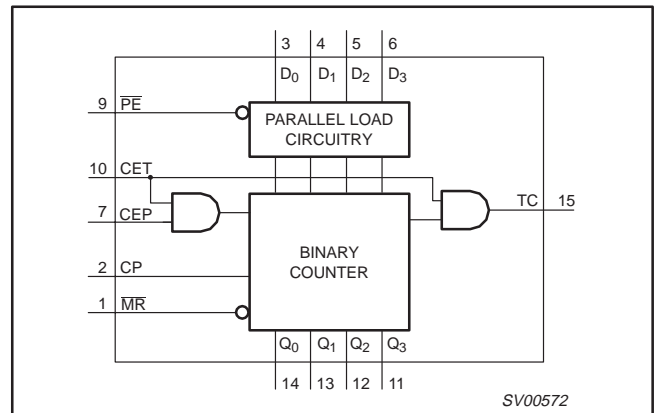 3 4 5 6
D0 D1 D2 D3
9 PE
PARALLEL LOAD
CIRCUITRY
10 CET
7 CEP
TC 15
BINARY
COUNTER
2 CP
1 MR
Q0 Q1 Q2 Q3
14 13 12 11
SV00572